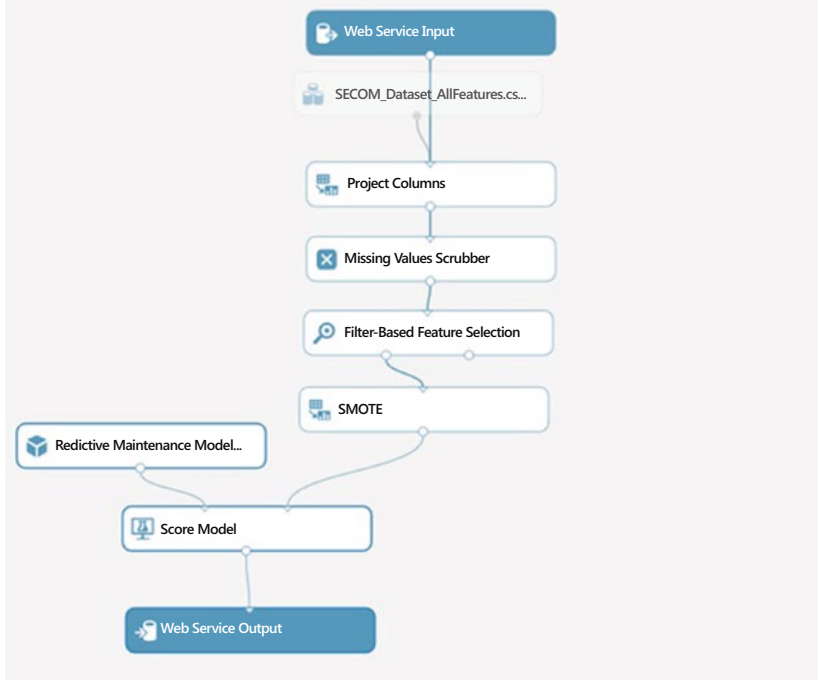 Web Service Input
SECOM_Dataset_AllFeatures.cs...
Project Columns
Missing Values Scrubber
Filter-Based Feature Selection
SMOTE
Redictive Maintenance Model...
Score Model
Web Service Output